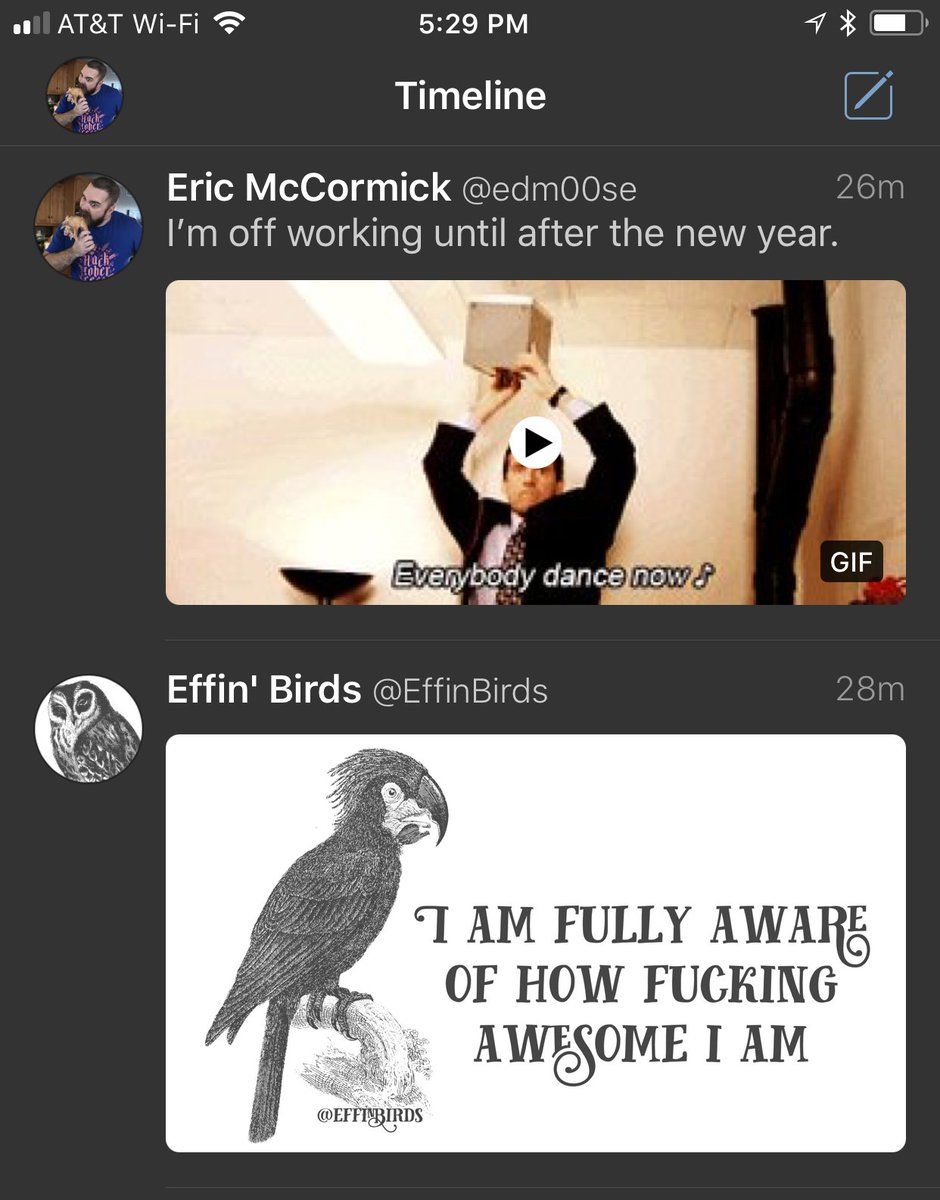 AT&T Wi-Fi 5:29 PM
Timeline
Eric McCormick @edm00se 26m
I'm off working until after the new year.
Everybody dance now♪
GIF
Effin' Birds @EffinBirds 28m
I AM FULLY AWARE
OF HOW FUCKING
AWESOME I AM
@EFFINBIRDS